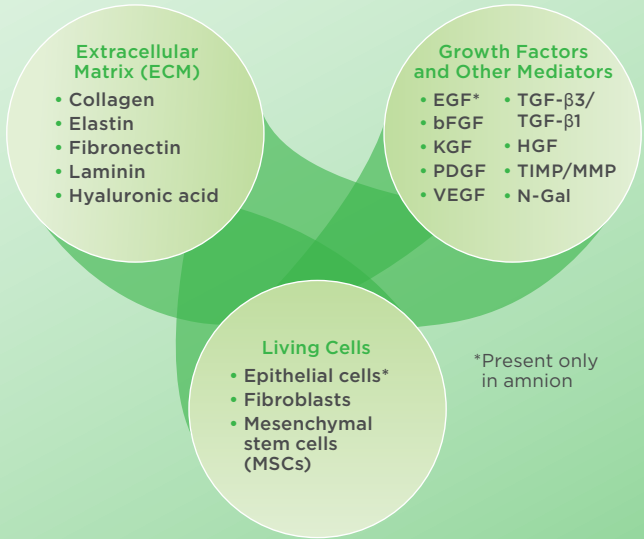 Extracellular
Matrix (ECM)
• Collagen
• Elastin
• Fibronectin
• Laminin
• Hyaluronic acid
Growth Factors
and Other Mediators
• EGF*
• bFGF
• KGF
• PDGF
• VEGF
• TGF-β3/
TGF-β1
• HGF
• TIMP/MMP
• N-Gal
Living Cells
• Epithelial cells*
• Fibroblasts
• Mesenchymal
stem cells
(MSCs)
*Present only
in amnion